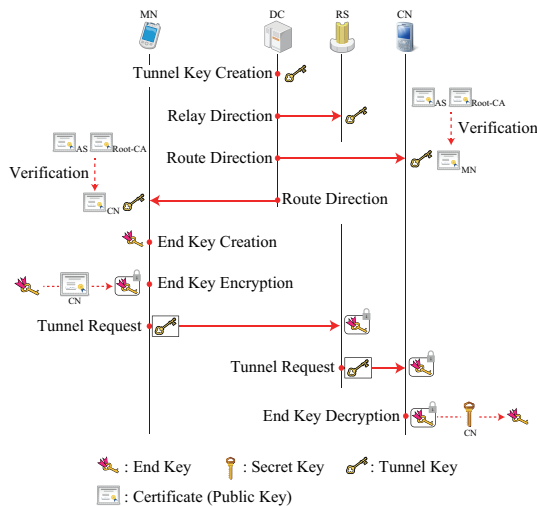 MN
DC
RS
CN
Tunnel Key Creation
AS
Root-CA
Relay Direction
Verification
AS
Root-CA
Route Direction
Verification
MN
CN
Route Direction
End Key Creation
End Key Encryption
CN
Tunnel Request
Tunnel Request
End Key Decryption
CN
: End Key
: Secret Key
: Tunnel Key
: Certificate (Public Key)